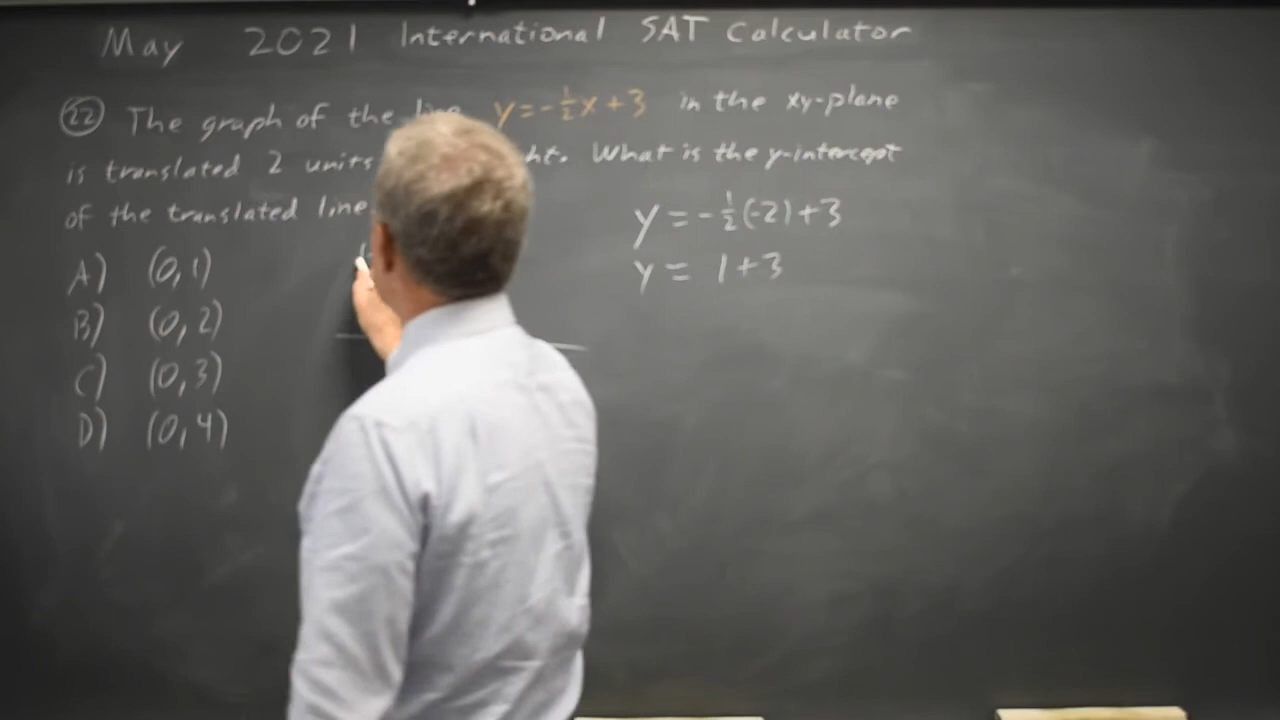 May 2021 International SAT Calculator
22 The graph of the line y=-1/2x+3 in the xy-plane
is translated 2 units . What is the y-intercept
of the translated line
y=-1/2(-2)+3
y= 1+3
A) (0,1)
B) (0,2)
C) (0,3)
D) (0,4)